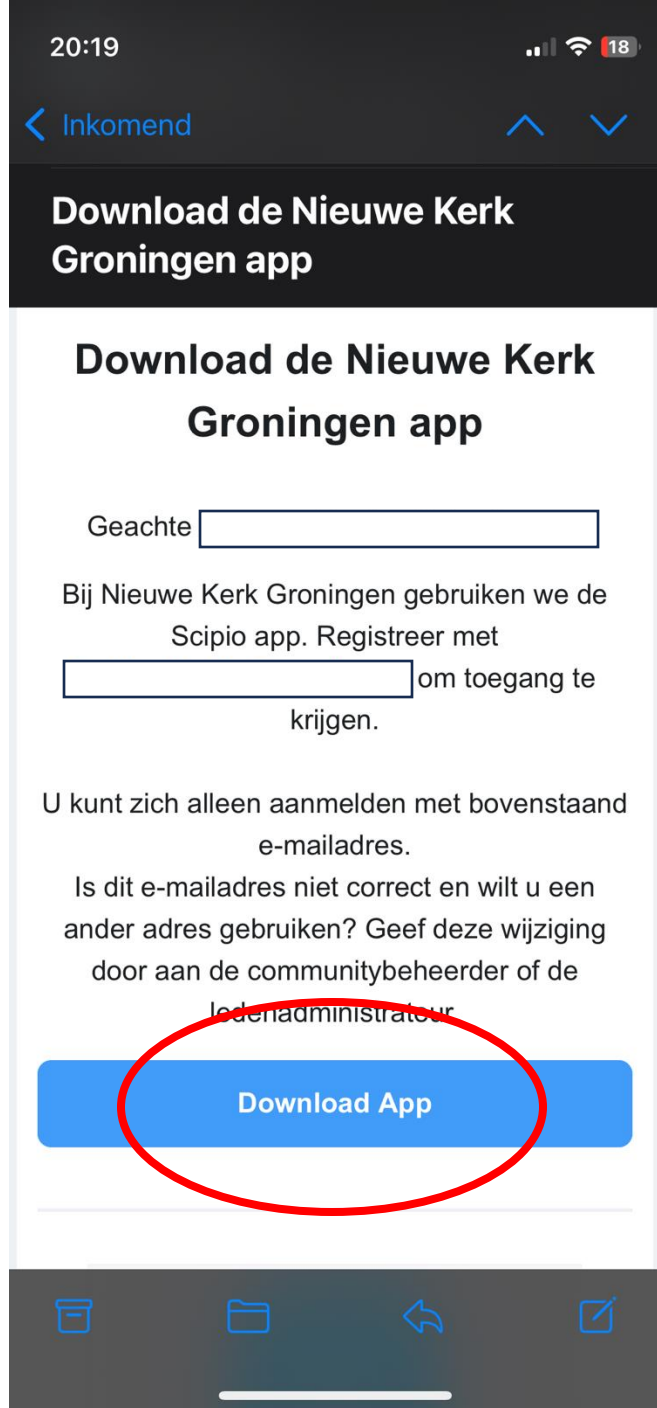 20:19
18
Inkomend
Download de Nieuwe Kerk
Groningen app
Download de Nieuwe Kerk
Groningen app
Geachte
Bij Nieuwe Kerk Groningen gebruiken we de
Scipio app. Registreer met
om toegang te
krijgen.
U kunt zich alleen aanmelden met bovenstaand
e-mailadres.
Is dit e-mailadres niet correct en wilt u een
ander adres gebruiken? Geef deze wijziging
door aan de communitybeheerder of de
ledenadministrateur.
Download App